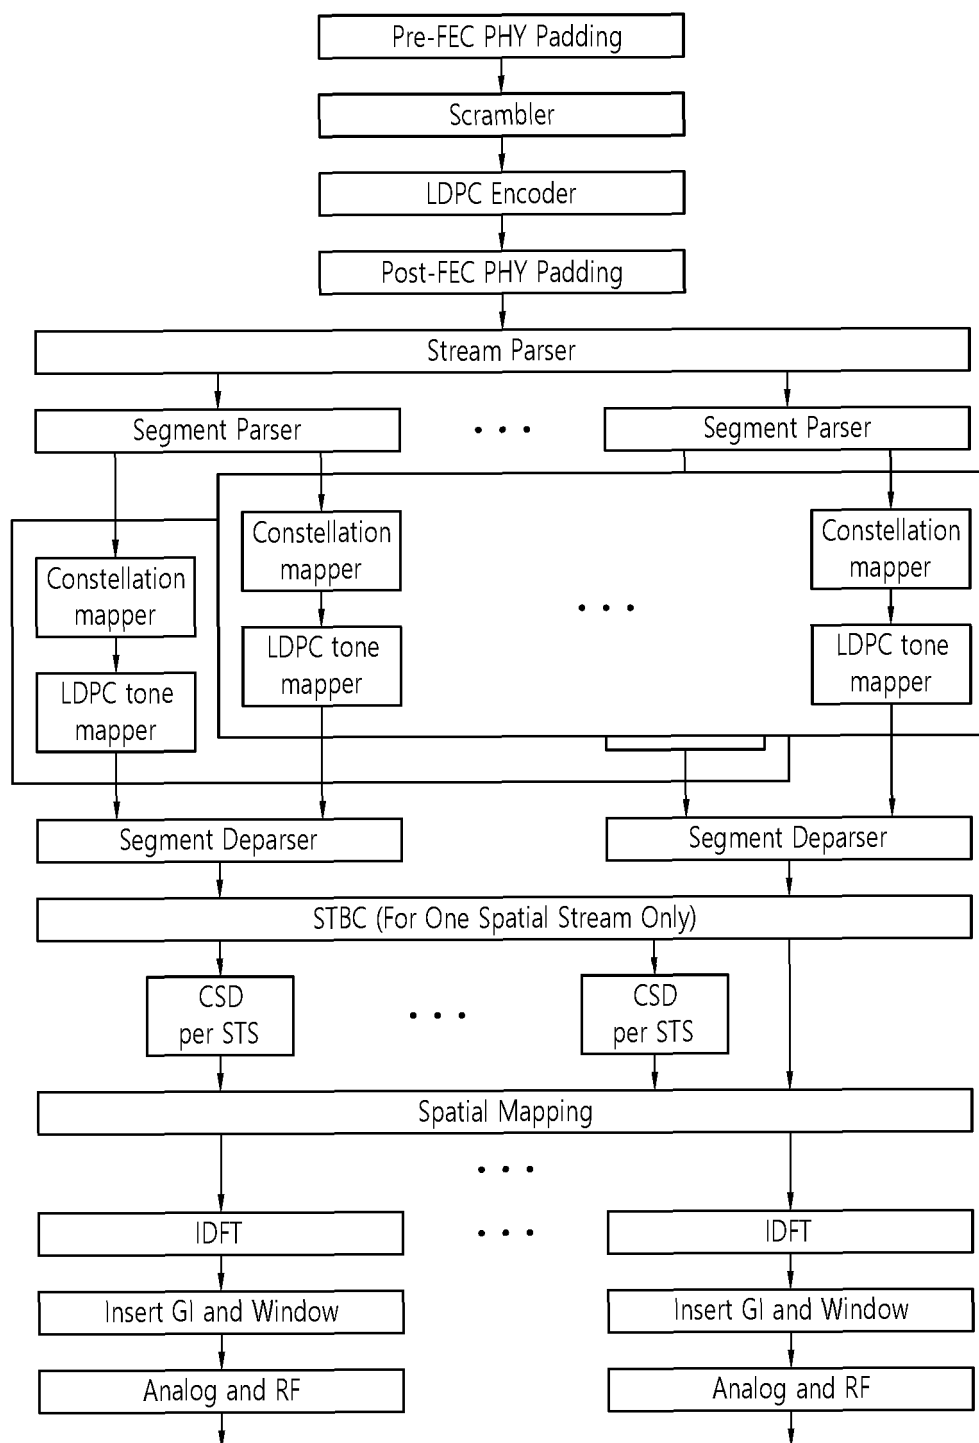 Pre-FEC PHY Padding
Scrambler
LDPC Encoder
Post-FEC PHY Padding
Stream Parser
Segment Parser
Segment Parser
Constellation
mapper
Constellation
mapper
Constellation
mapper
LDPC tone
mapper
LDPC tone
mapper
LDPC tone
mapper
Segment Deparser
Segment Deparser
STBC (For One Spatial Stream Only)
CSD
per STS
CSD
per STS
Spatial Mapping
IDFT
IDFT
Insert GI and Window
Insert GI and Window
Analog and RF
Analog and RF